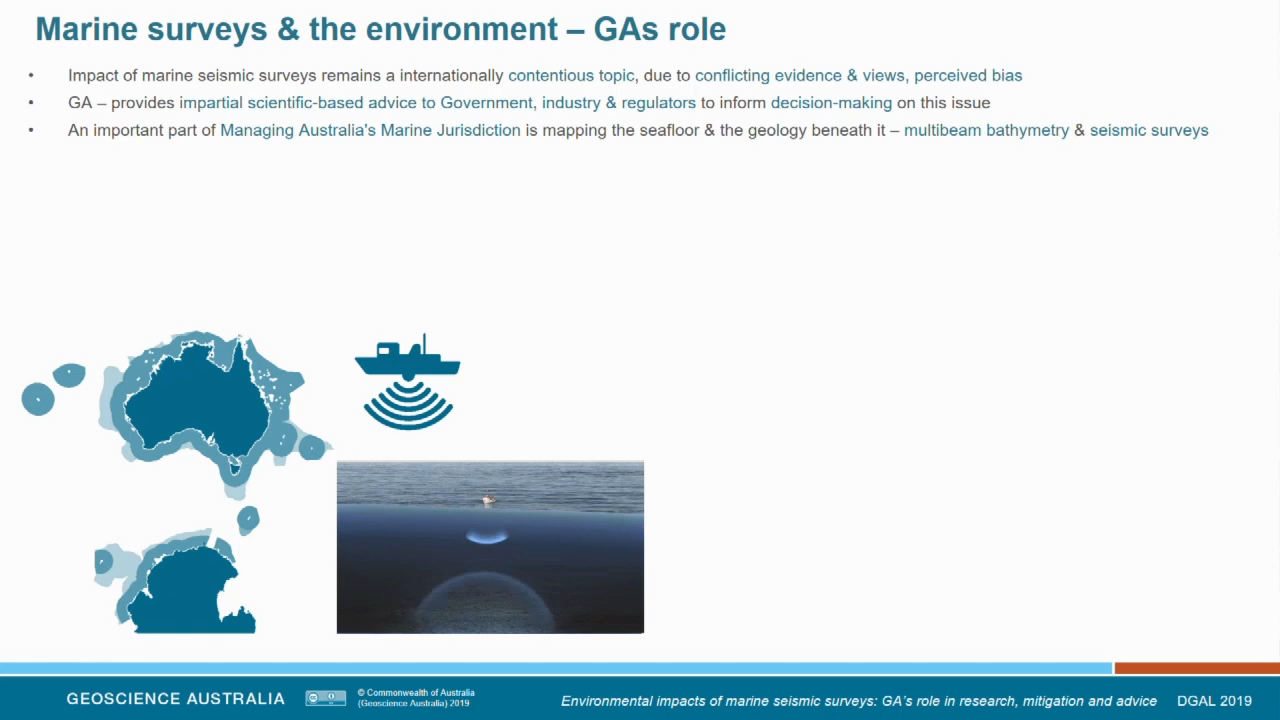 Marine surveys & the environment – GAs role
• Impact of marine seismic surveys remains a internationally contentious topic, due to conflicting evidence & views, perceived bias
• GA – provides impartial scientific-based advice to Government, industry & regulators to inform decision-making on this issue
• An important part of Managing Australia's Marine Jurisdiction is mapping the seafloor & the geology beneath it – multibeam bathymetry & seismic surveys
GEOSCIENCE AUSTRALIA
© Commonwealth of Australia
(Geoscience Australia) 2019
Environmental impacts of marine seismic surveys: GA's role in research, mitigation and advice
DGAL 2019